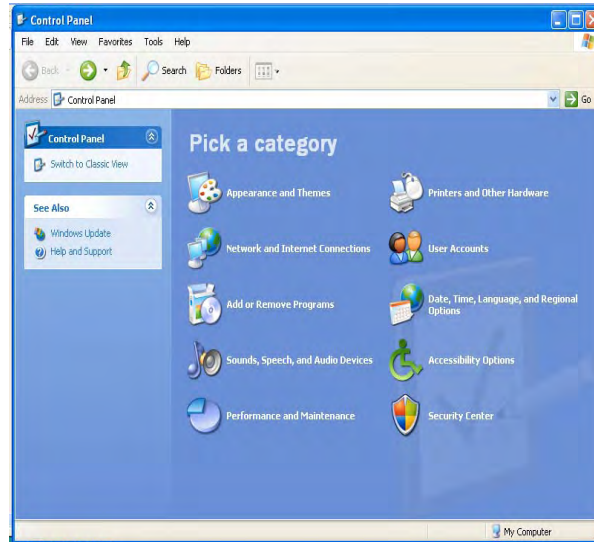 Control Panel
File Edit View Favorites Tools Help
Back Search Folders
Address Control Panel Go
Control Panel
Switch to Classic View
See Also
Windows Update
Help and Support
Pick a category
Appearance and Themes
Printers and Other Hardware
Network and Internet Connections
User Accounts
Add or Remove Programs
Date, Time, Language, and Regional
Options
Sounds, Speech, and Audio Devices
Accessibility Options
Performance and Maintenance
Security Center
My Computer